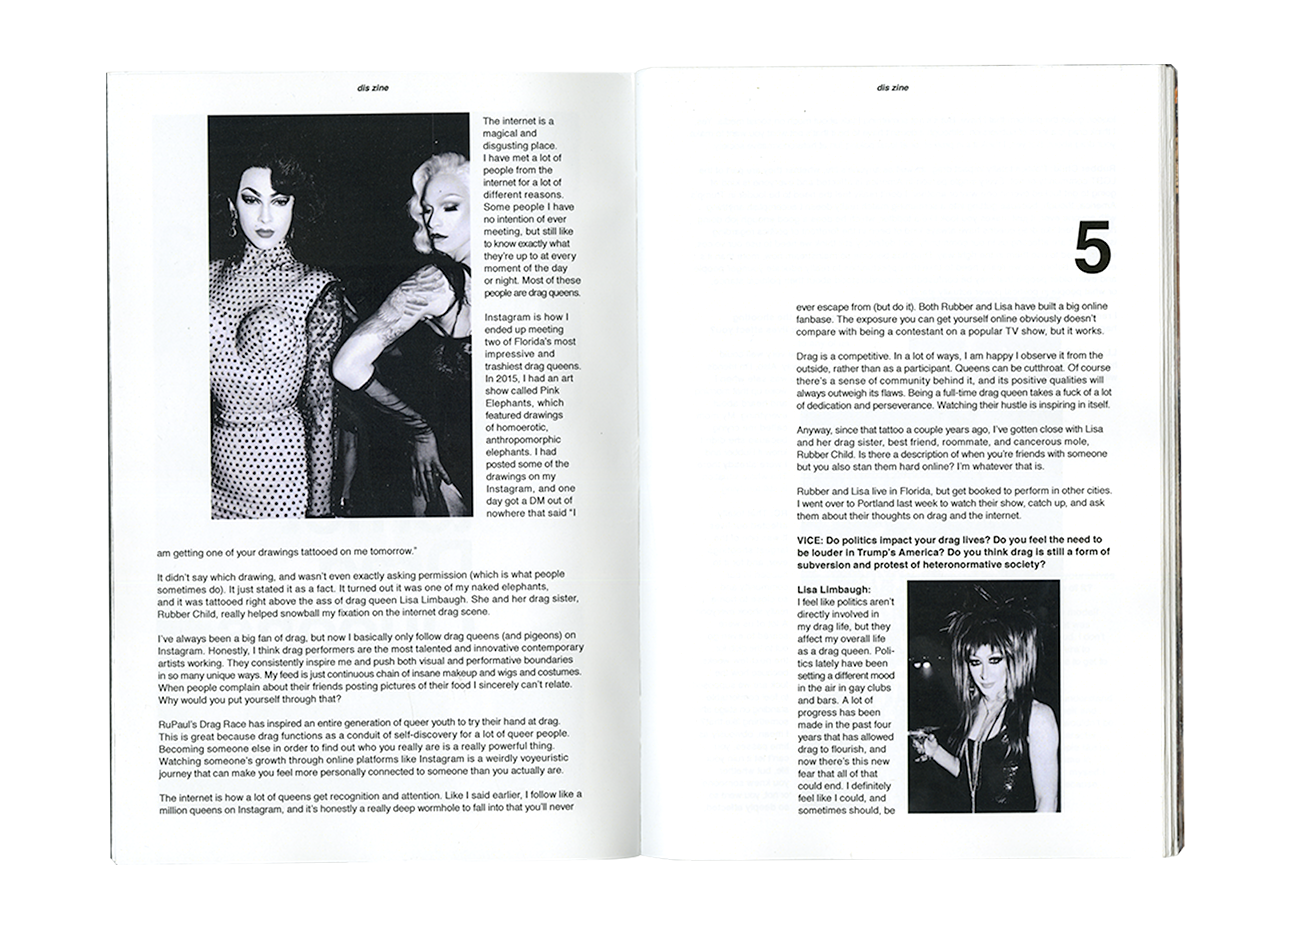 dis zine
The internet is a
magical and
disgusting place.
I have met a lot of
people from the
internet for a lot of
different reasons.
Some people I have
no intention of ever
meeting, but still like
to know exactly what
they're up to at every
moment of the day
or night. Most of these
people are drag queens.
Instagram is how I
ended up meeting
two of Florida's most
impressive and
trashiest drag queens.
In 2015, I had an art
show called Pink
Elephants, which
featured drawings
of homoerotic,
anthropomorphic
elephants. I had
posted some of the
drawings on my
Instagram, and one
day got a DM out of
nowhere that said "I
am getting one of your drawings tattooed on me tomorrow."
It didn't say which drawing, and wasn't even exactly asking permission (which is what people
sometimes do). It just stated it as a fact. It turned out it was one of my naked elephants,
and it was tattooed right above the ass of drag queen Lisa Limbaugh. She and her drag sister,
Rubber Child, really helped snowball my fixation on the internet drag scene.
I've always been a big fan of drag, but now I basically only follow drag queens (and pigeons) on
Instagram. Honestly, I think drag performers are the most talented and innovative contemporary
artists working. They consistently inspire me and push both visual and performative boundaries
in so many unique ways. My feed is just continuous chain of insane makeup and wigs and costumes.
When people complain about their friends posting pictures of their food I sincerely can't relate.
Why would you put yourself through that?
RuPaul's Drag Race has inspired an entire generation of queer youth to try their hand at drag.
This is great because drag functions as a conduit of self-discovery for a lot of queer people.
Becoming someone else in order to find out who you really are is a really powerful thing.
Watching someone's growth through online platforms like Instagram is a weirdly voyeuristic
journey that can make you feel more personally connected to someone than you actually are.
The internet is how a lot of queens get recognition and attention. Like I said earlier, I follow like a
million queens on Instagram, and it's honestly a really deep wormhole to fall into that you'll never
dis zine
5
ever escape from (but do it). Both Rubber and Lisa have built a big online
fanbase. The exposure you can get yourself online obviously doesn't
compare with being a contestant on a popular TV show, but it works.
Drag is a competitive. In a lot of ways, I am happy I observe it from the
outside, rather than as a participant. Queens can be cutthroat. Of course
there's a sense of community behind it, and its positive qualities will
always outweigh its flaws. Being a full-time drag queen takes a fuck of a lot
of dedication and perseverance. Watching their hustle is inspiring in itself.
Anyway, since that tattoo a couple years ago, I've gotten close with Lisa
and her drag sister, best friend, roommate, and cancerous mole,
Rubber Child. Is there a description of when you're friends with someone
but you also stan them hard online? I'm whatever that is.
Rubber and Lisa live in Florida, but get booked to perform in other cities.
I went over to Portland last week to watch their show, catch up, and ask
them about their thoughts on drag and the internet.
VICE: Do politics impact your drag lives? Do you feel the need to
be louder in Trump's America? Do you think drag is still a form of
subversion and protest of heteronormative society?
Lisa Limbaugh:
I feel like politics aren't
directly involved in
my drag life, but they
affect my overall life
as a drag queen. Poli-
tics lately have been
setting a different mood
in the air in gay clubs
and bars. A lot of
progress has been
made in the past four
years that has allowed
drag to flourish, and
now there's this new
fear that all of that
could end. I definitely
feel like I could, and
sometimes should, be